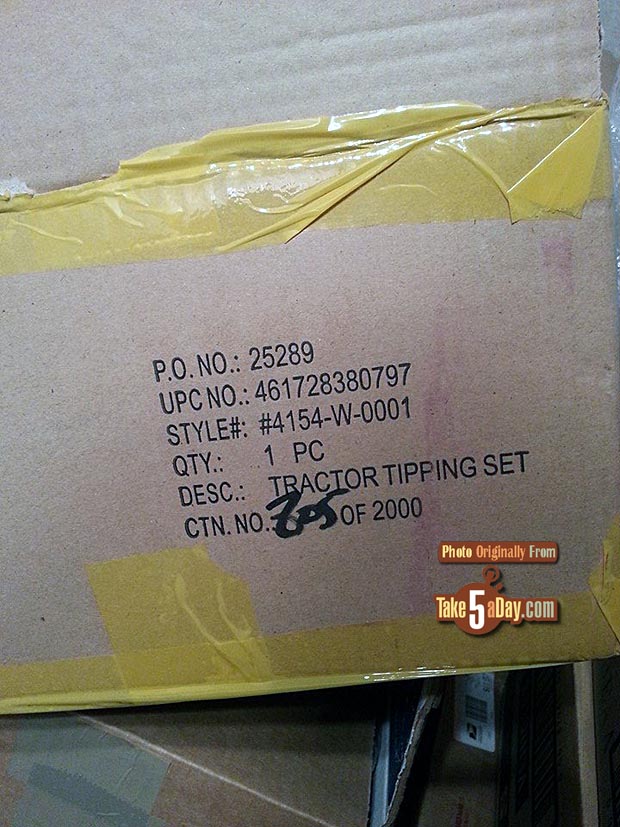 P.O. NO.: 25289
UPC NO.: 461728380797
STYLE#: #4154-W-0001
QTY.: 1 PC
DESC.: TRACTOR TIPPING SET
CTN. NO.: 305 OF 2000
Photo Originally From
Take5aDay.com